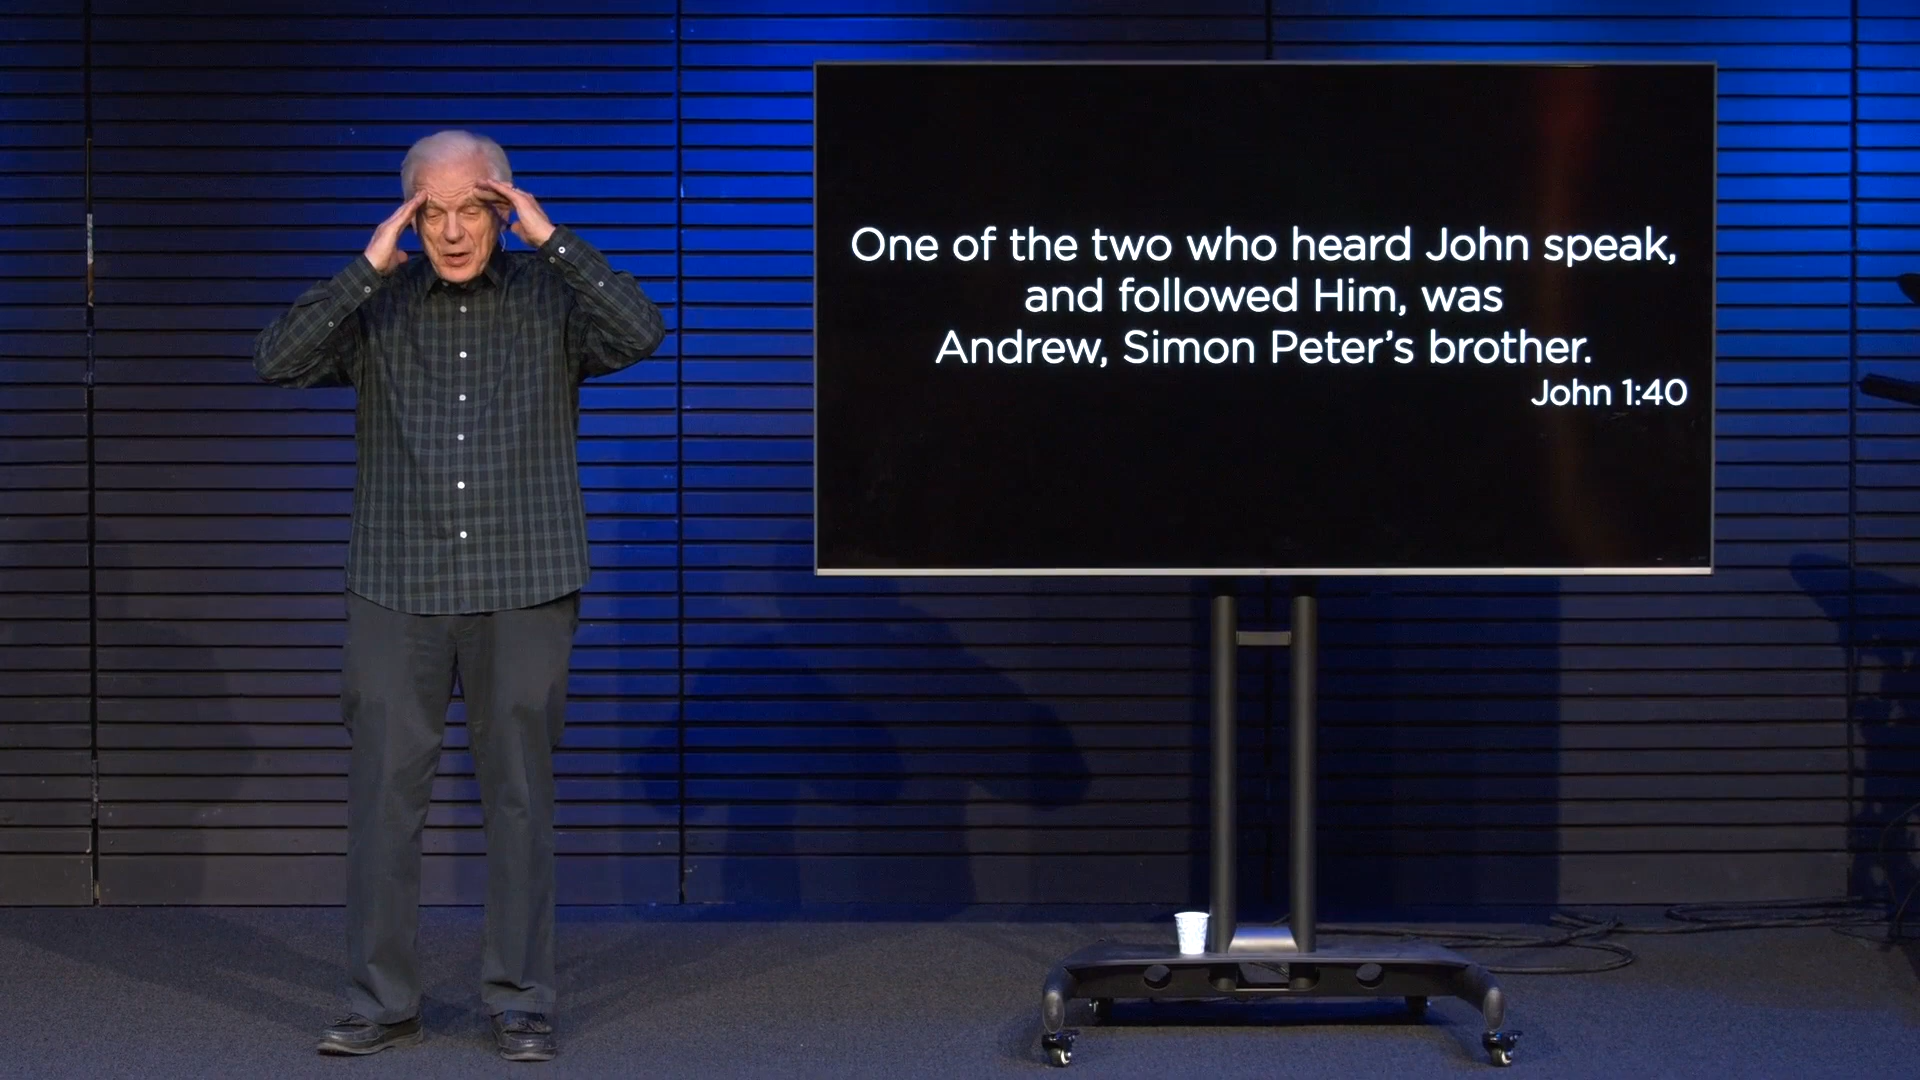 One of the two who heard John speak,
and followed Him, was
Andrew, Simon Peter’s brother.
John 1:40